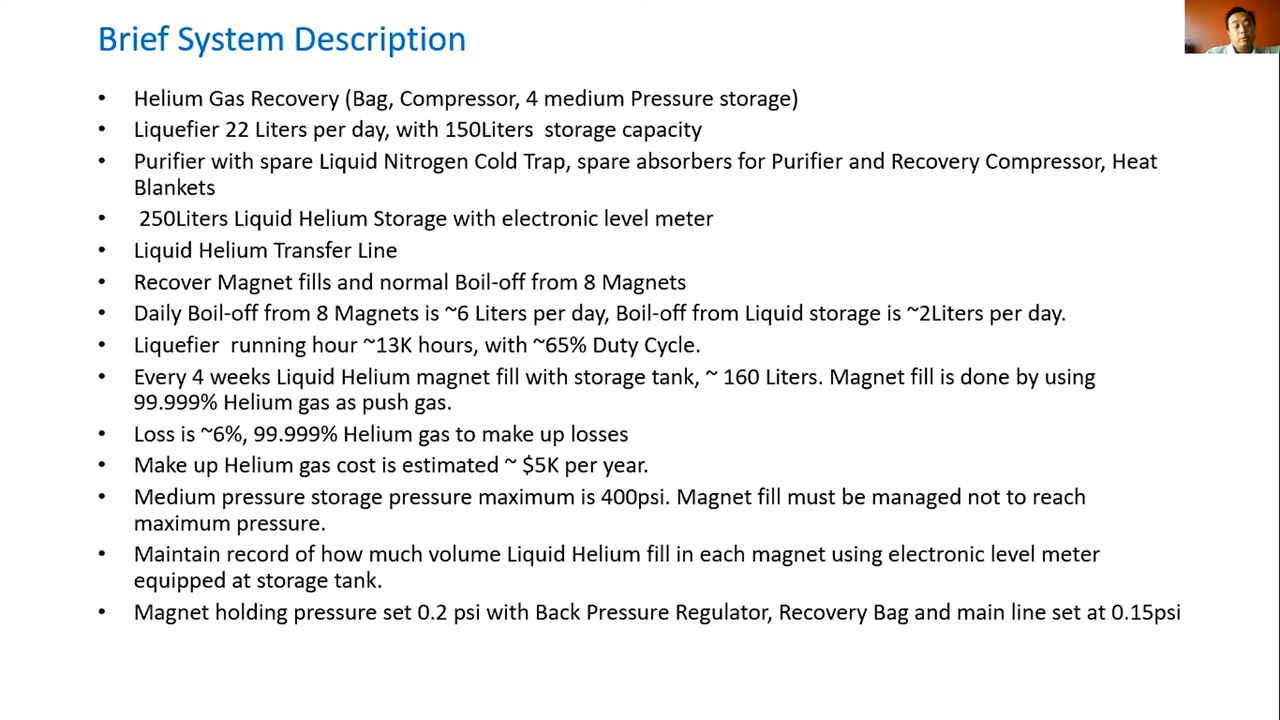 Brief System Description
• Helium Gas Recovery (Bag, Compressor, 4 medium Pressure storage)
• Liquefier 22 Liters per day, with 150Liters  storage capacity
• Purifier with spare Liquid Nitrogen Cold Trap, spare absorbers for Purifier and Recovery Compressor, Heat
Blankets
•  250Liters Liquid Helium Storage with electronic level meter
• Liquid Helium Transfer Line
• Recover Magnet fills and normal Boil-off from 8 Magnets
• Daily Boil-off from 8 Magnets is ~6 Liters per day, Boil-off from Liquid storage is ~2Liters per day.
• Liquefier  running hour ~13K hours, with ~65% Duty Cycle.
• Every 4 weeks Liquid Helium magnet fill with storage tank, ~ 160 Liters. Magnet fill is done by using
99.999% Helium gas as push gas.
• Loss is ~6%, 99.999% Helium gas to make up losses
• Make up Helium gas cost is estimated ~ $5K per year.
• Medium pressure storage pressure maximum is 400psi. Magnet fill must be managed not to reach
maximum pressure.
• Maintain record of how much volume Liquid Helium fill in each magnet using electronic level meter
equipped at storage tank.
• Magnet holding pressure set 0.2 psi with Back Pressure Regulator, Recovery Bag and main line set at 0.15psi